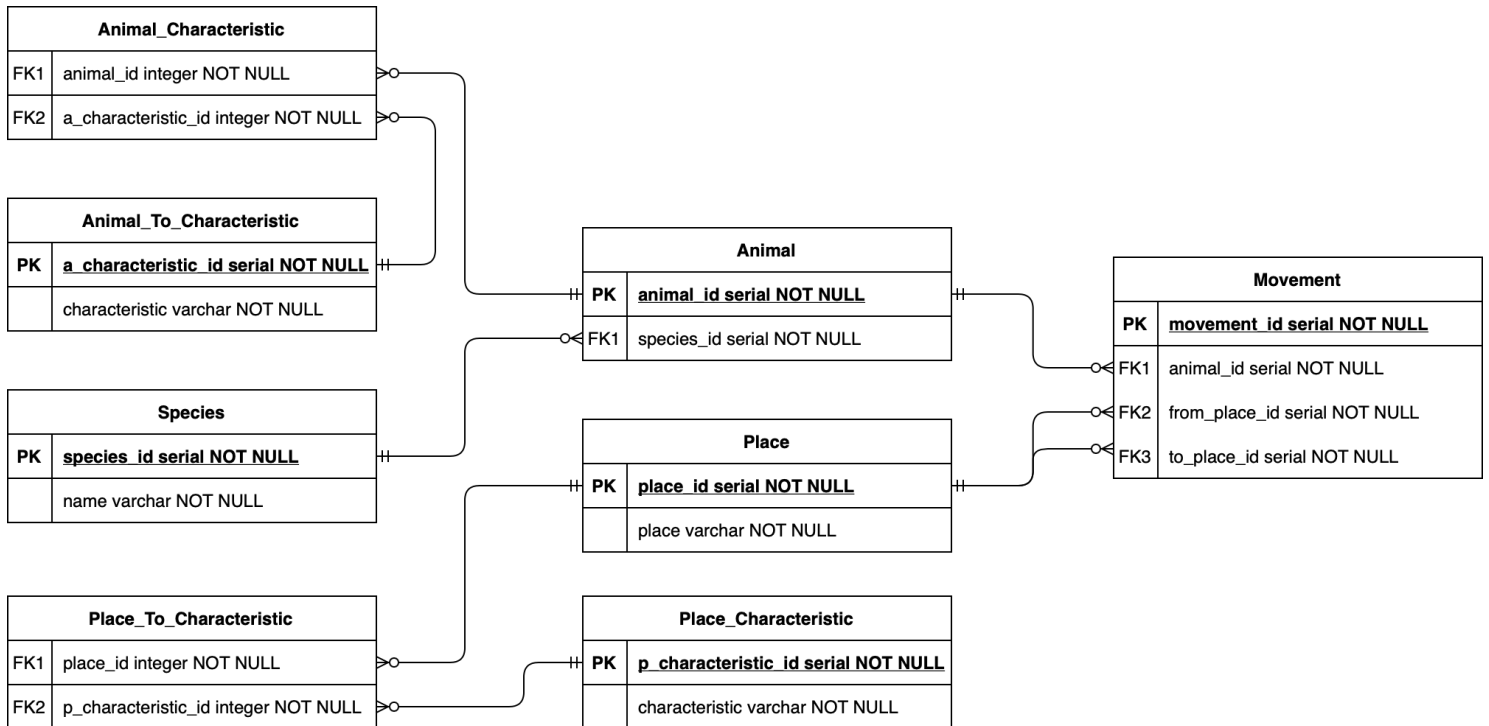 Animal_Characteristic
FK1 animal_id integer NOT NULL
FK2 a_characteristic_id integer NOT NULL
Animal_To_Characteristic
PK a_characteristic_id serial NOT NULL
characteristic varchar NOT NULL
Species
PK species_id serial NOT NULL
name varchar NOT NULL
Place_To_Characteristic
FK1 place_id integer NOT NULL
FK2 p_characteristic_id integer NOT NULL
Animal
PK animal_id serial NOT NULL
FK1 species_id serial NOT NULL
Place
PK place_id serial NOT NULL
place varchar NOT NULL
Place_Characteristic
PK p_characteristic_id serial NOT NULL
characteristic varchar NOT NULL
Movement
PK movement_id serial NOT NULL
FK1 animal_id serial NOT NULL
FK2 from_place_id serial NOT NULL
FK3 to_place_id serial NOT NULL